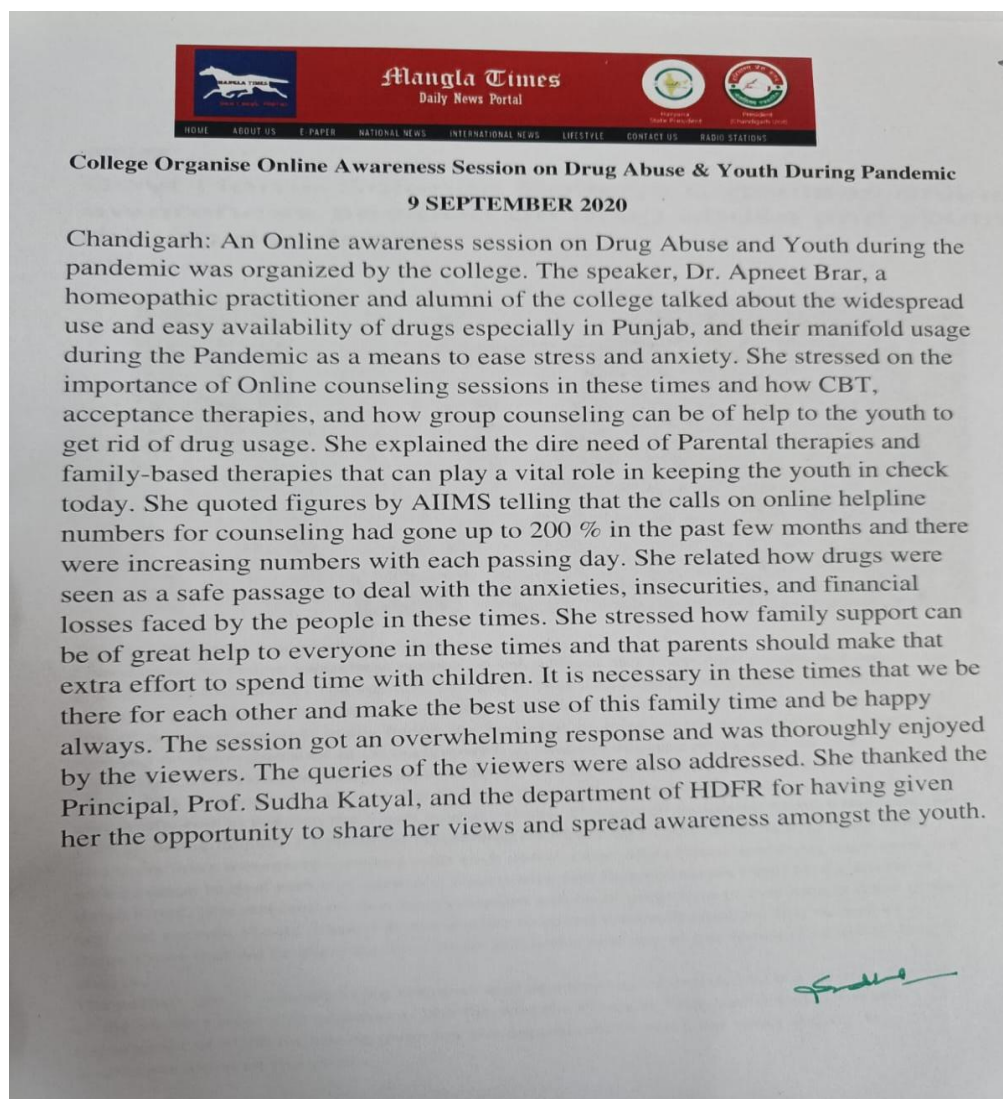 MANGLA TIMES
Mangla Times
Daily News Portal
Haryana
State President
President
HOME ABOUT US E PAPER NATIONAL NEWS INTERNATIONAL NEWS LIFESTYLE CONTACT US RADIO STATIONS
College Organise Online Awareness Session on Drug Abuse & Youth During Pandemic
9 SEPTEMBER 2020
Chandigarh: An Online awareness session on Drug Abuse and Youth during the
pandemic was organized by the college. The speaker, Dr. Apneet Brar, a
homeopathic practitioner and alumni of the college talked about the widespread
use and easy availability of drugs especially in Punjab, and their manifold usage
during the Pandemic as a means to ease stress and anxiety. She stressed on the
importance of Online counseling sessions in these times and how CBT,
acceptance therapies, and how group counseling can be of help to the youth to
get rid of drug usage. She explained the dire need of Parental therapies and
family-based therapies that can play a vital role in keeping the youth in check
today. She quoted figures by AIIMS telling that the calls on online helpline
numbers for counseling had gone up to 200 % in the past few months and there
were increasing numbers with each passing day. She related how drugs were
seen as a safe passage to deal with the anxieties, insecurities, and financial
losses faced by the people in these times. She stressed how family support can
be of great help to everyone in these times and that parents should make that
extra effort to spend time with children. It is necessary in these times that we be
there for each other and make the best use of this family time and be happy
always. The session got an overwhelming response and was thoroughly enjoyed
by the viewers. The queries of the viewers were also addressed. She thanked the
Principal, Prof. Sudha Katyal, and the department of HDFR for having given
her the opportunity to share her views and spread awareness amongst the youth.